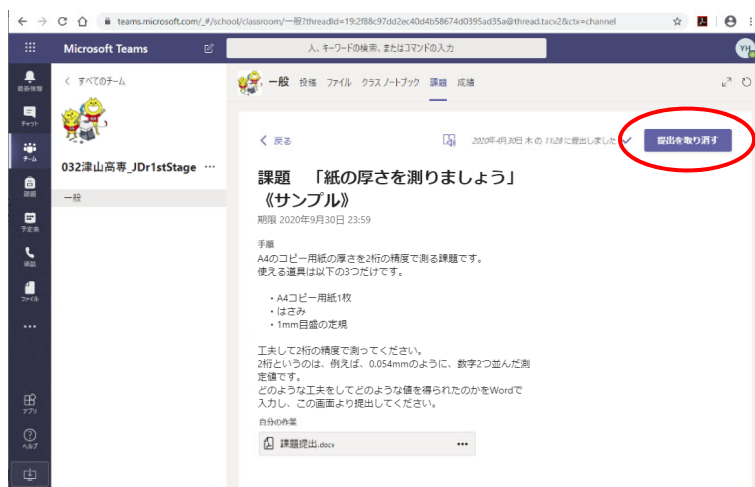 teams.microsoft.com/_#/school/classroom/一般?threadId=19:2f88c97dd2ec40d4b58674d0395ad35a@thread.tacv2&ctx=channel
Microsoft Teams
人、キーワードの検索、またはコマンドの入力
YH
最新情報
チャット
チーム
課題
予定表
通話
ファイル
アプリ
ヘルプ
すべてのチーム
032津山高専_JDr1stStage
一般
一般 投稿 ファイル クラス ノートブック 課題 成績
戻る
2020年4月30日 木 の 11:28 に提出しました
提出を取り消す
課題 「紙の厚さを測りましょう」
《サンプル》
期限 2020年9月30日 23:59
手順
A4のコピー用紙の厚さを2桁の精度で測る課題です。
使える道具は以下の3つだけです。
・A4コピー用紙1枚
・はさみ
・1mm目盛の定規
工夫して2桁の精度で測ってください。
2桁というのは、例えば、0.054mmのように、数字2つ並んだ測
定値です。
どのような工夫をしてどのような値を得られたのかをWordで
入力し、この画面より提出してください。
自分の作業
課題提出.docx